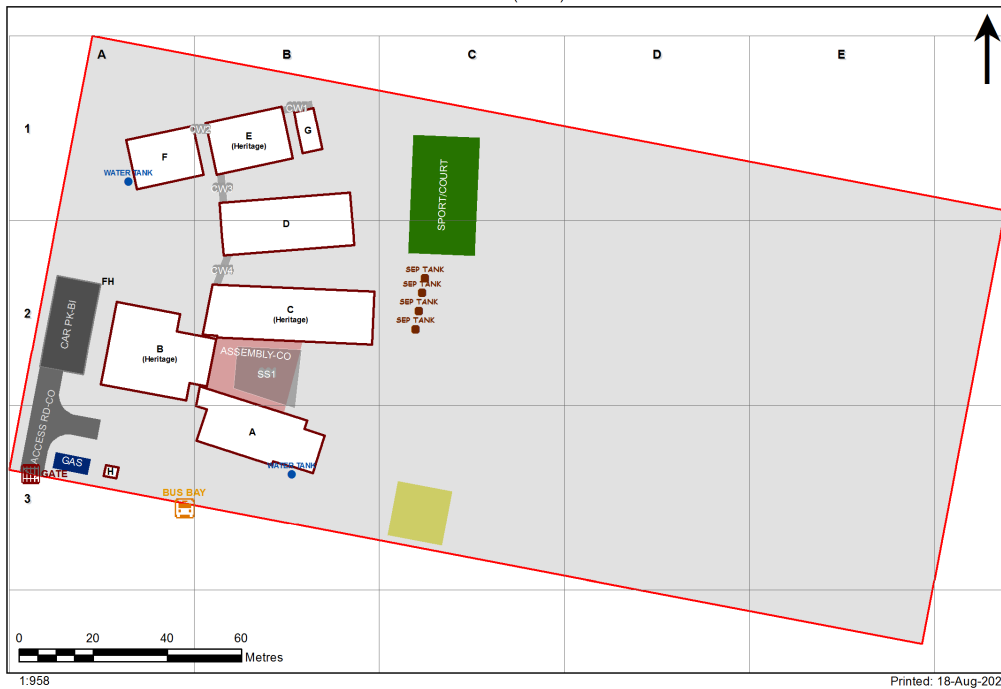 A B C D E
1
CW1
CW2
E
(Heritage)
G
F
WATER TANK
CW3
SPORT/COURT
D
CW4
SEP TANK
SEP TANK
SEP TANK
SEP TANK
FH
2
CAR PK-BI
C
(Heritage)
B
(Heritage)
ASSEMBLY-CO
SS1
ACCESS RD-CO
A
GAS
H
WATER TANK
GATE
3
BUS BAY
0 20 40 60
Metres
1:958
Printed: 18-Aug-202